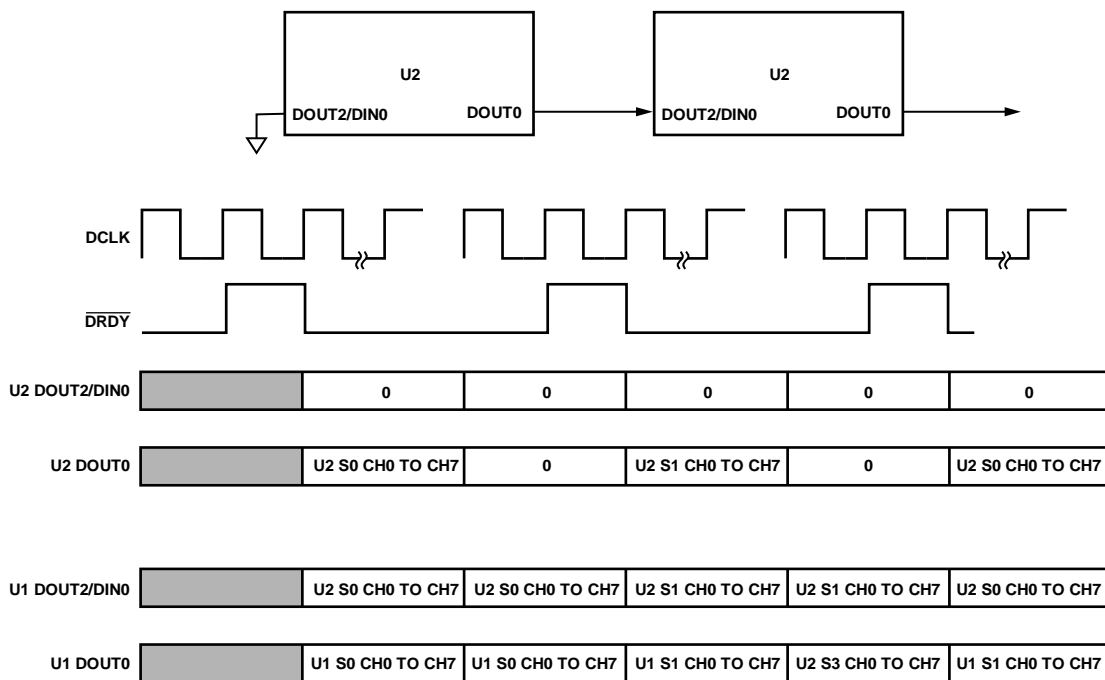 U2
U2
DOUT2/DIN0 DOUT0 DOUT2/DIN0 DOUT0
DCLK
DRDY
U2 DOUT2/DIN0 0 0 0 0 0
U2 DOUT0 U2 S0 CH0 TO CH7 0 U2 S1 CH0 TO CH7 0 U2 S0 CH0 TO CH7
U1 DOUT2/DIN0 U2 S0 CH0 TO CH7 U2 S0 CH0 TO CH7 U2 S1 CH0 TO CH7 U2 S1 CH0 TO CH7 U2 S0 CH0 TO CH7
U1 DOUT0 U1 S0 CH0 TO CH7 U1 S0 CH0 TO CH7 U1 S1 CH0 TO CH7 U2 S3 CH0 TO CH7 U1 S1 CH0 TO CH7